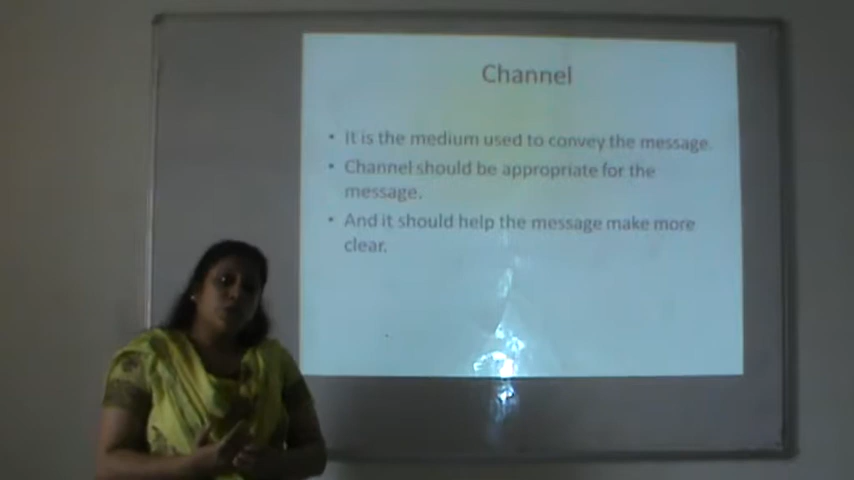 Channel
• It is the medium used to convey the message.
• Channel should be appropriate for the
message.
• And it should help the message make more
clear.